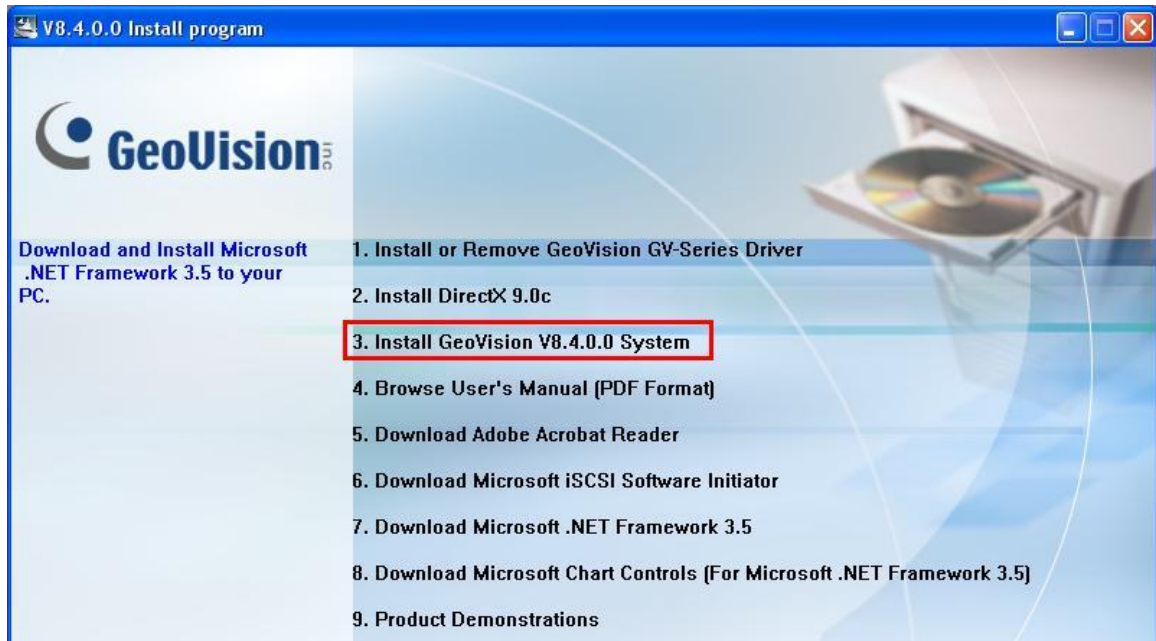 V8.4.0.0 Install program
GeoVision inc
Download and Install Microsoft
.NET Framework 3.5 to your
PC.
1. Install or Remove GeoVision GV-Series Driver
2. Install DirectX 9.0c
3. Install GeoVision V8.4.0.0 System
4. Browse User's Manual (PDF Format)
5. Download Adobe Acrobat Reader
6. Download Microsoft iSCSI Software Initiator
7. Download Microsoft .NET Framework 3.5
8. Download Microsoft Chart Controls (For Microsoft .NET Framework 3.5)
9. Product Demonstrations